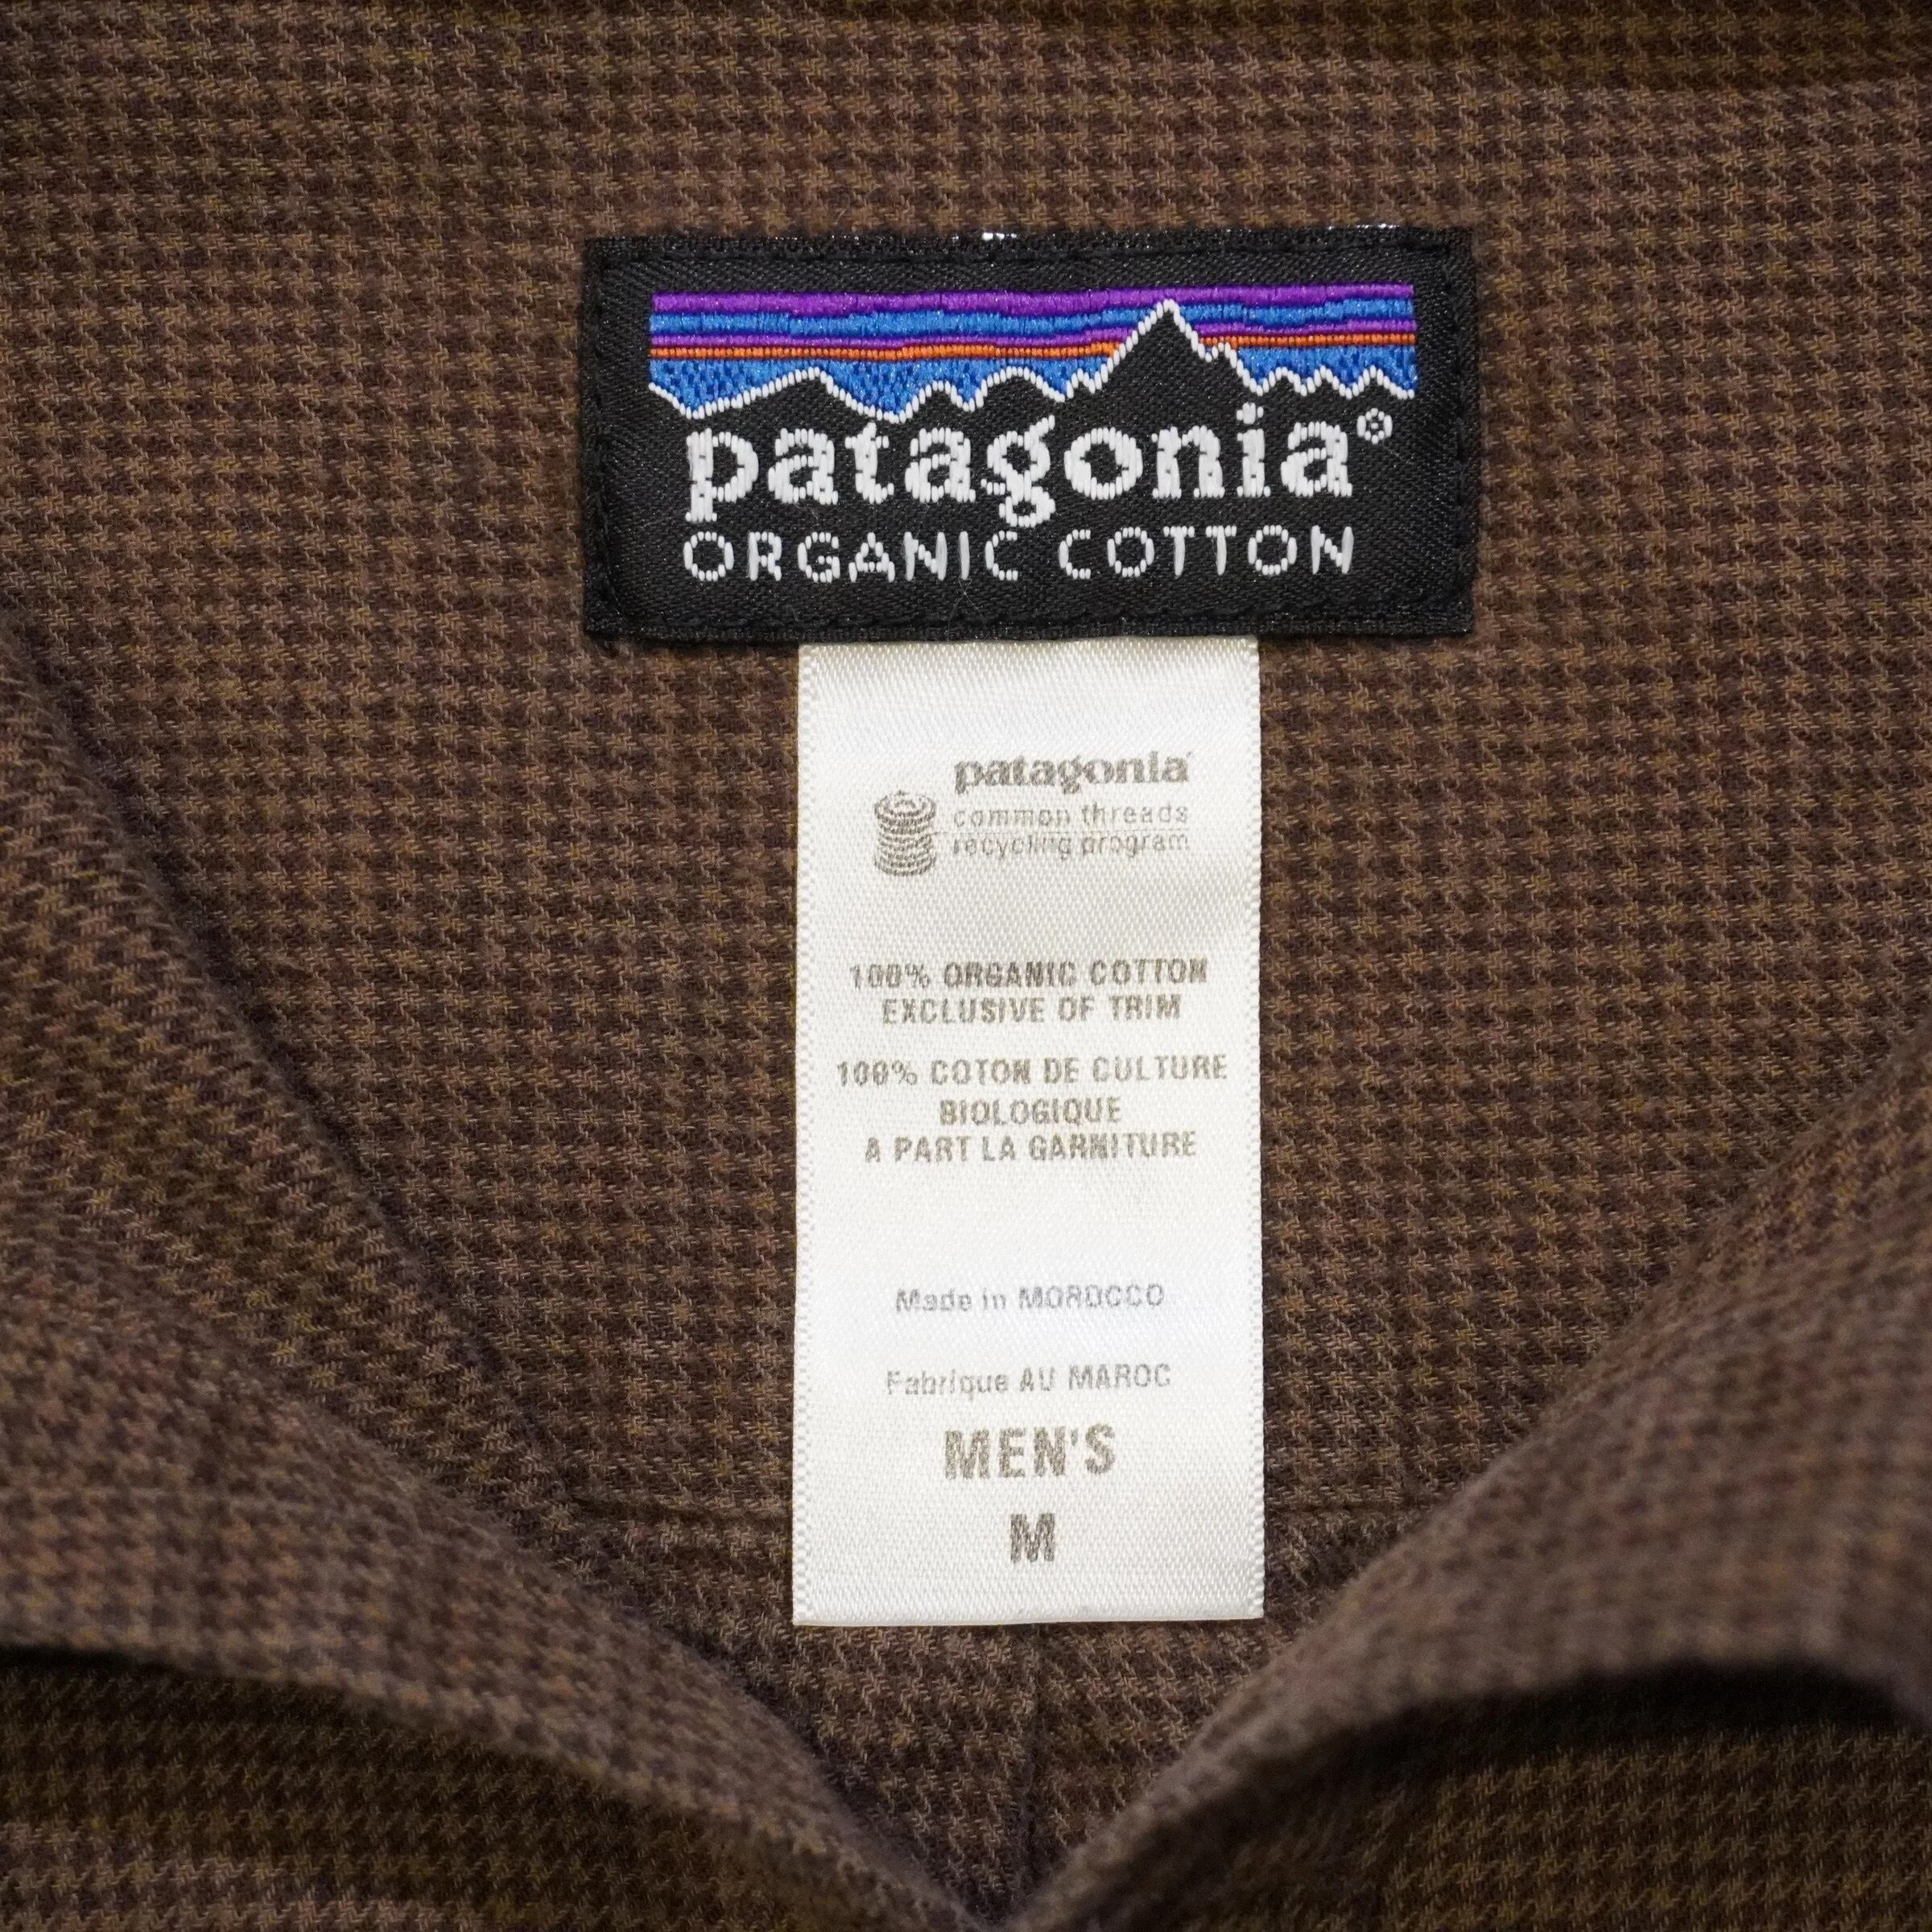 patagonia®
ORGANIC COTTON
patagonia
common threads
recycling program
100% ORGANIC COTTON
EXCLUSIVE OF TRIM
100% COTON DE CULTURE
BIOLOGIQUE
A PART LA GARNITURE
Made in MOROCCO
Fabrique AU MAROC
MEN'S
M